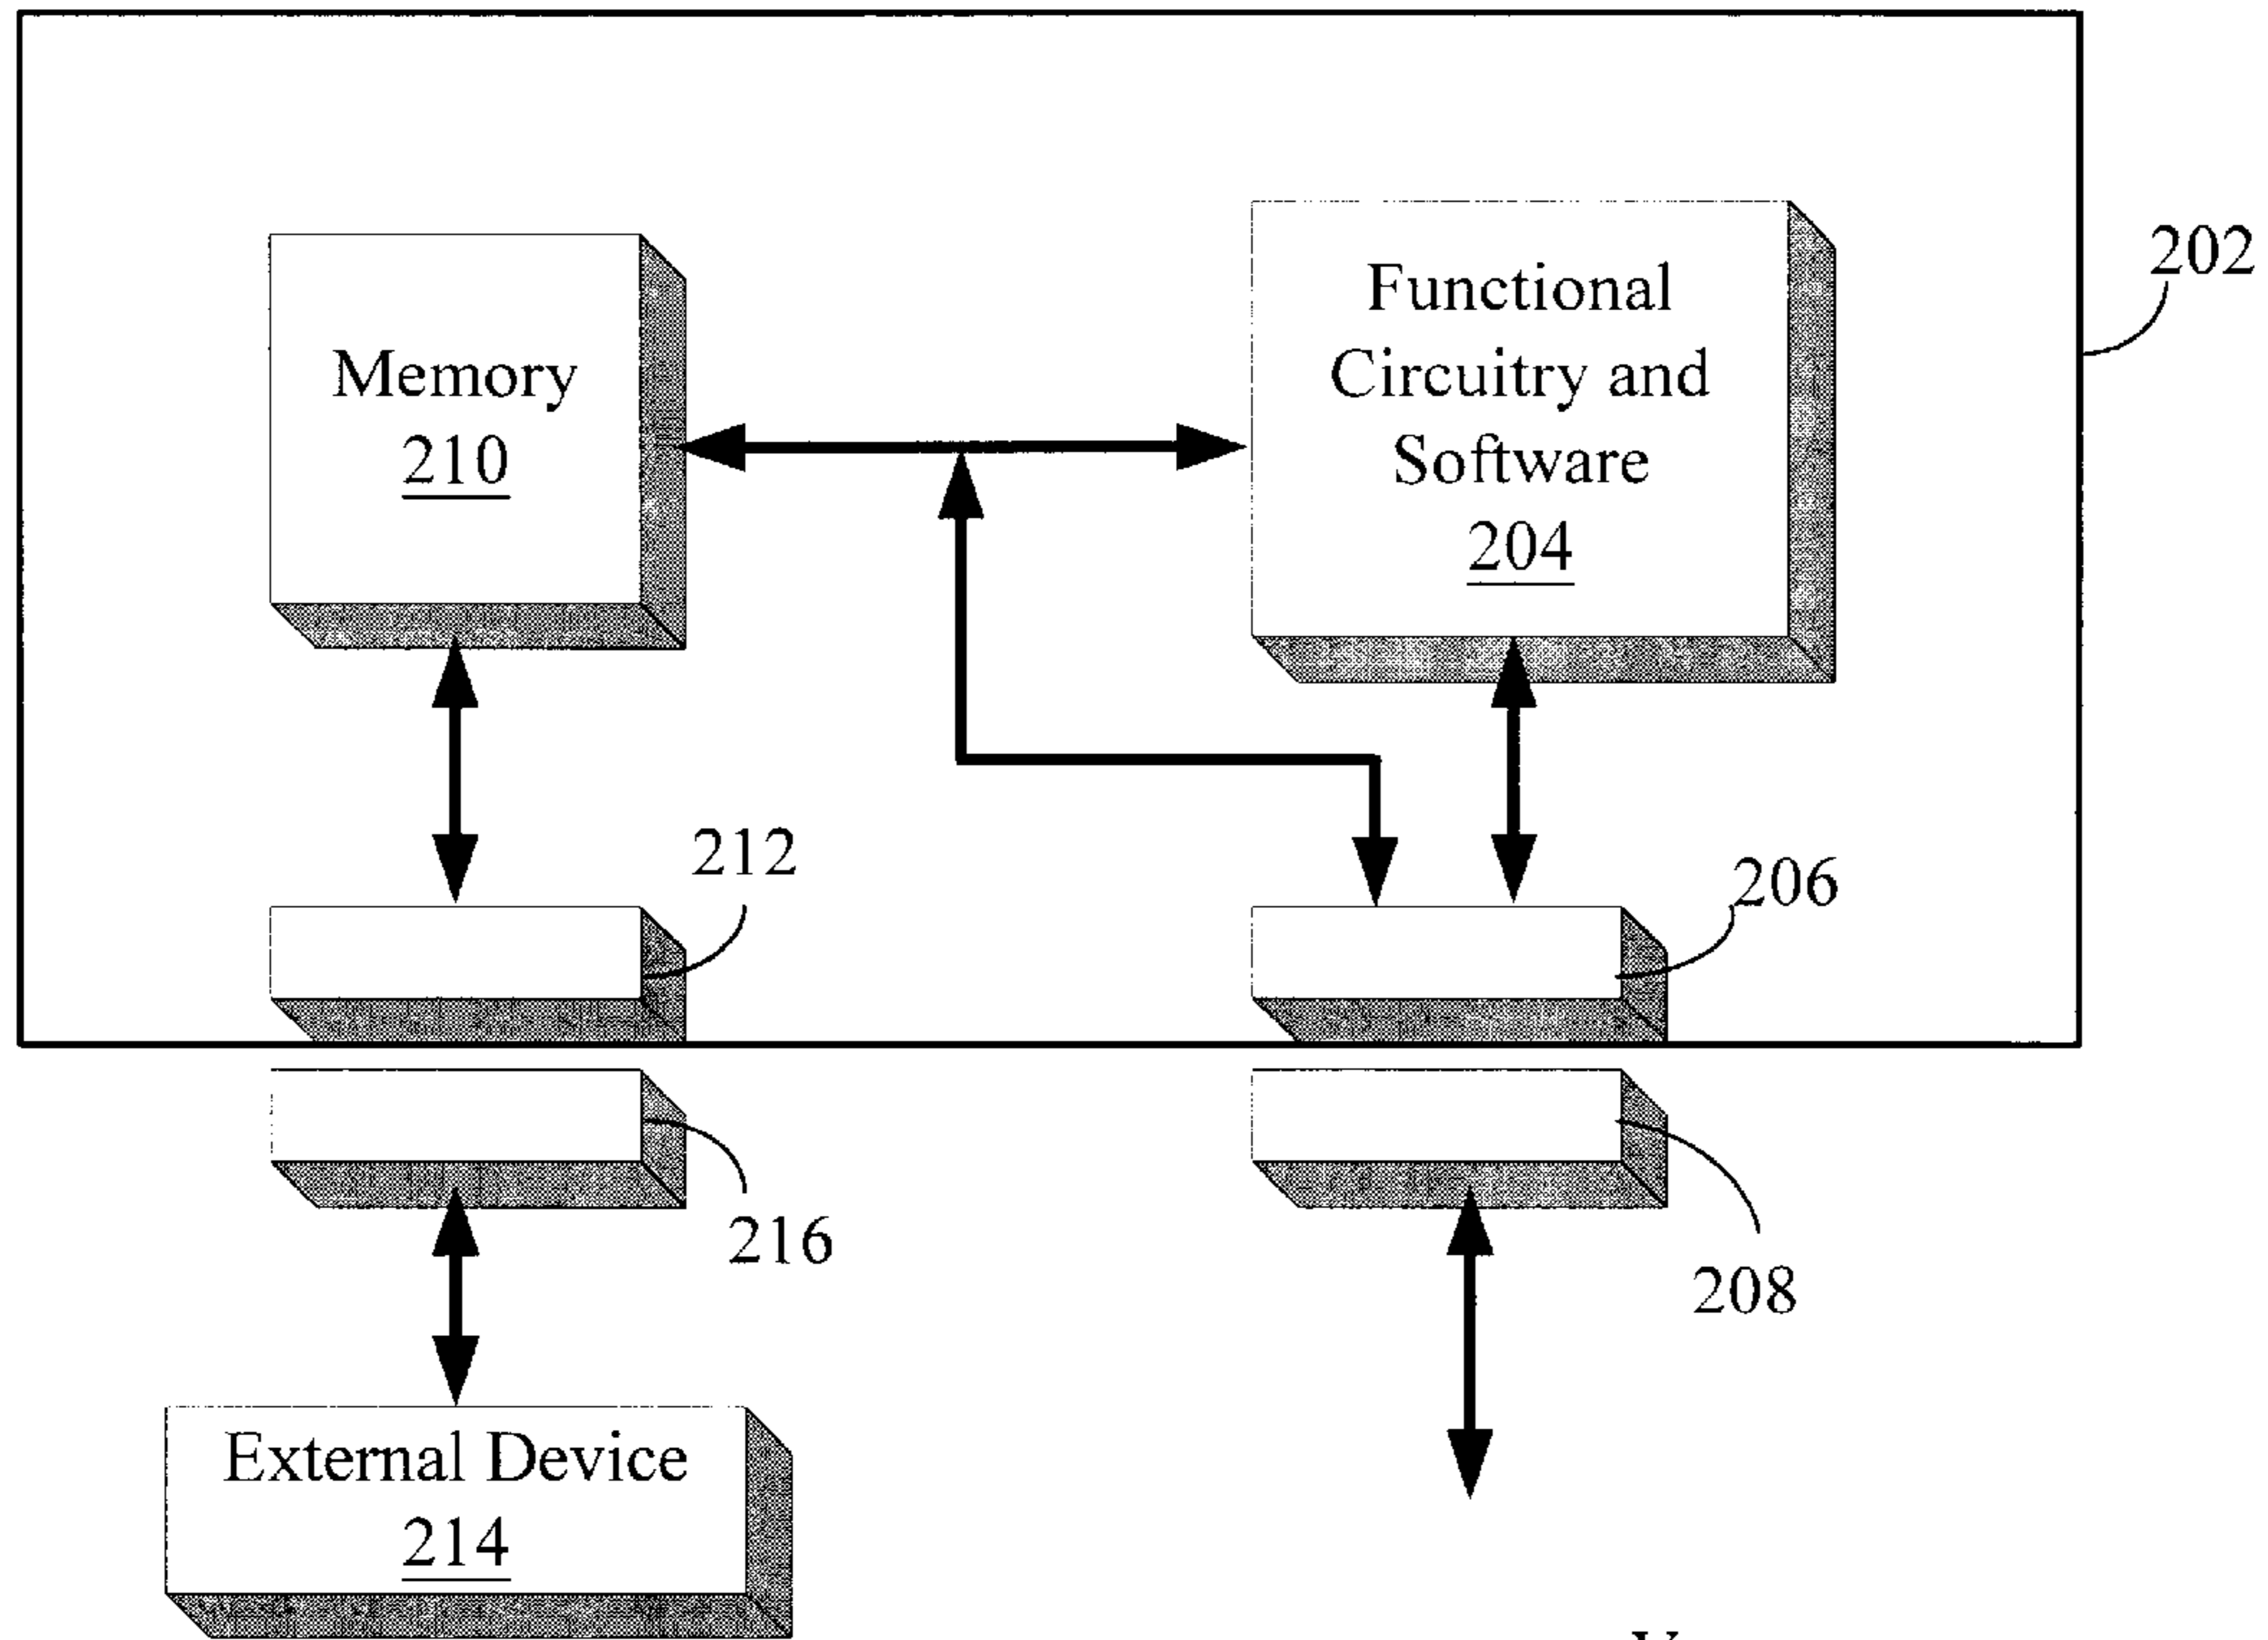 202
Functional
Circuitry and
Software
204
Memory
210
212
206
216
208
External Device
214